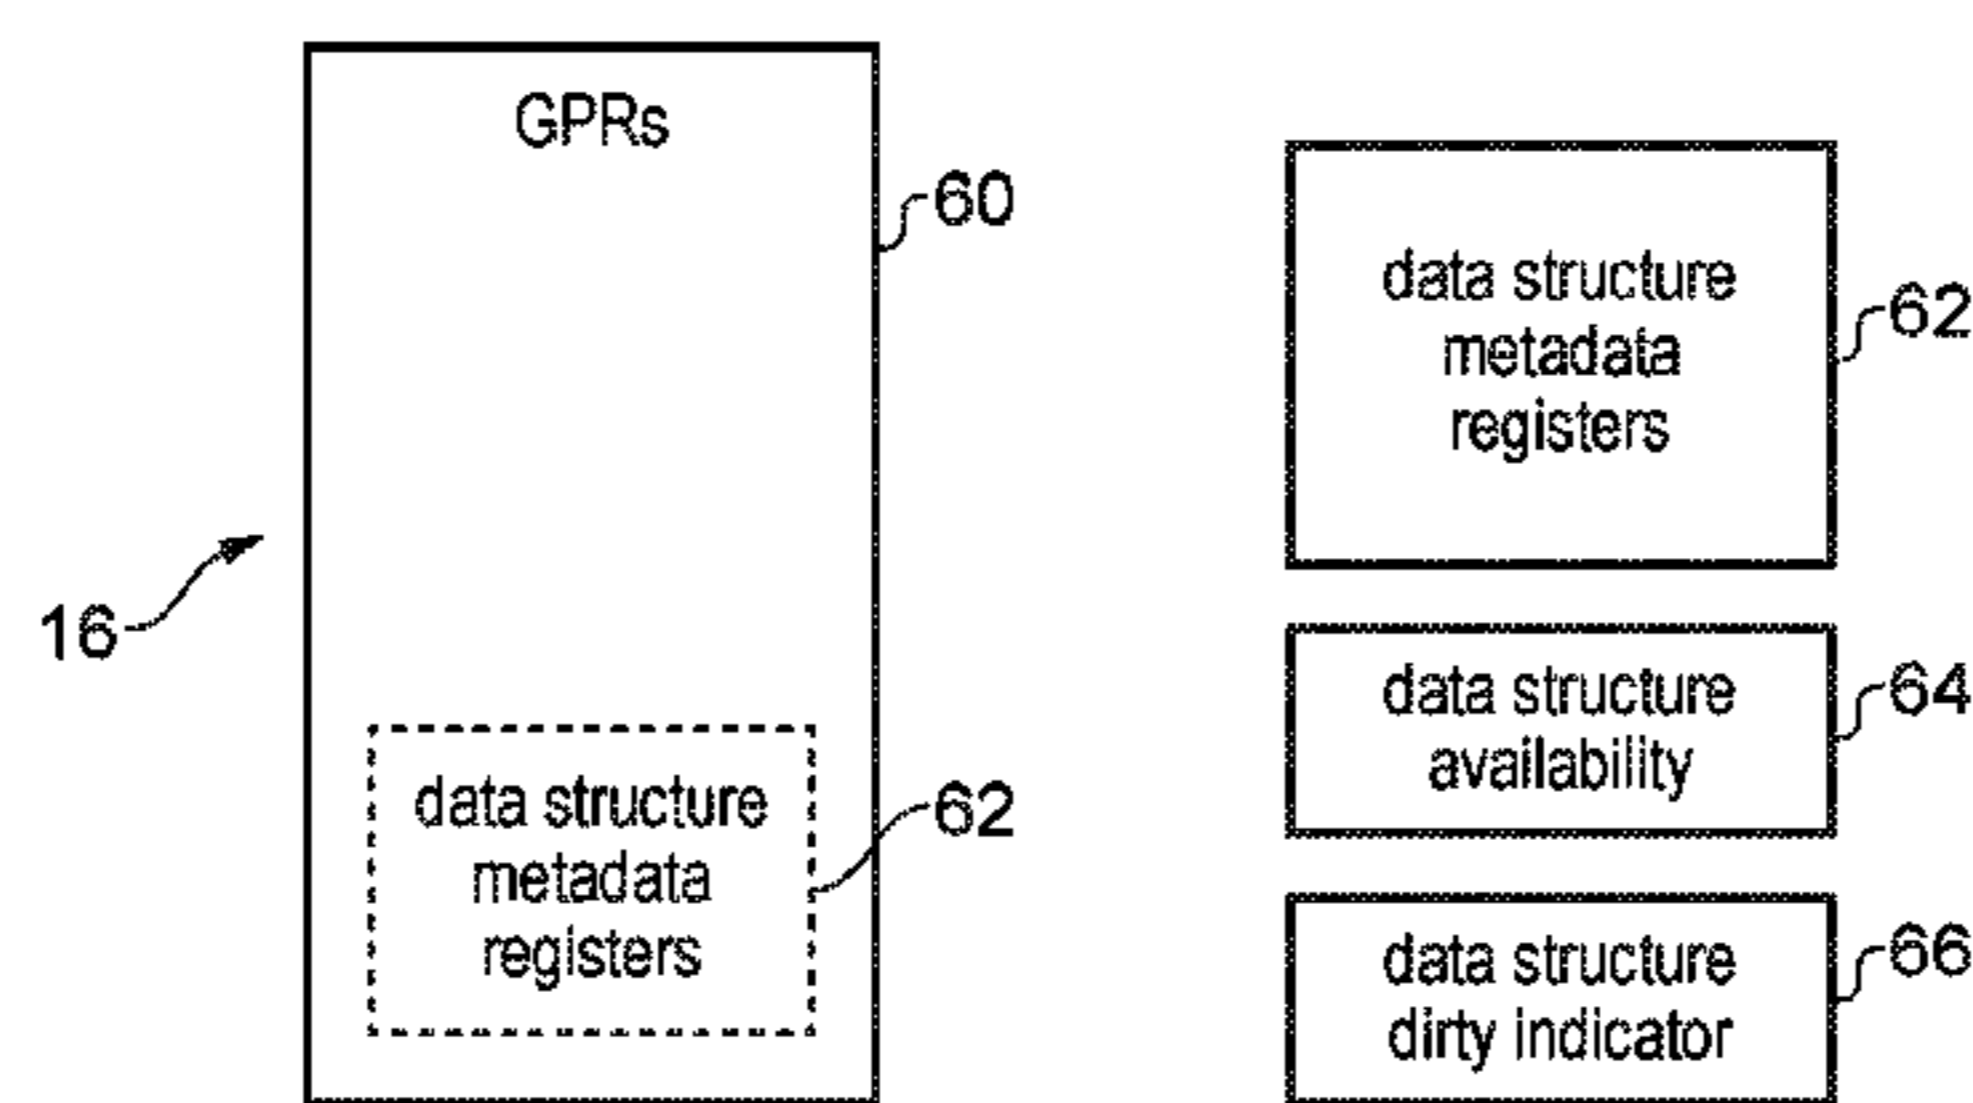 GPRs
60
16
data structure
metadata
registers
62
data structure
metadata
registers
62
data structure
availability
64
data structure
dirty indicator
66